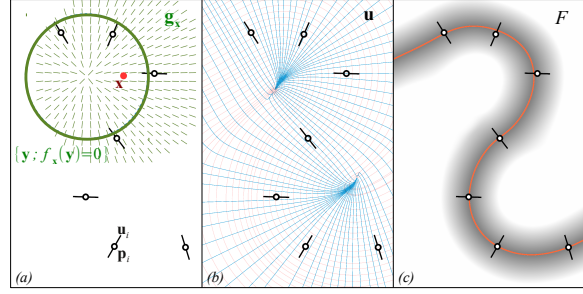 g_x
x
{y ; f_x(y)=0}
u_i
p_i
(a)
u
(b)
F
(c)